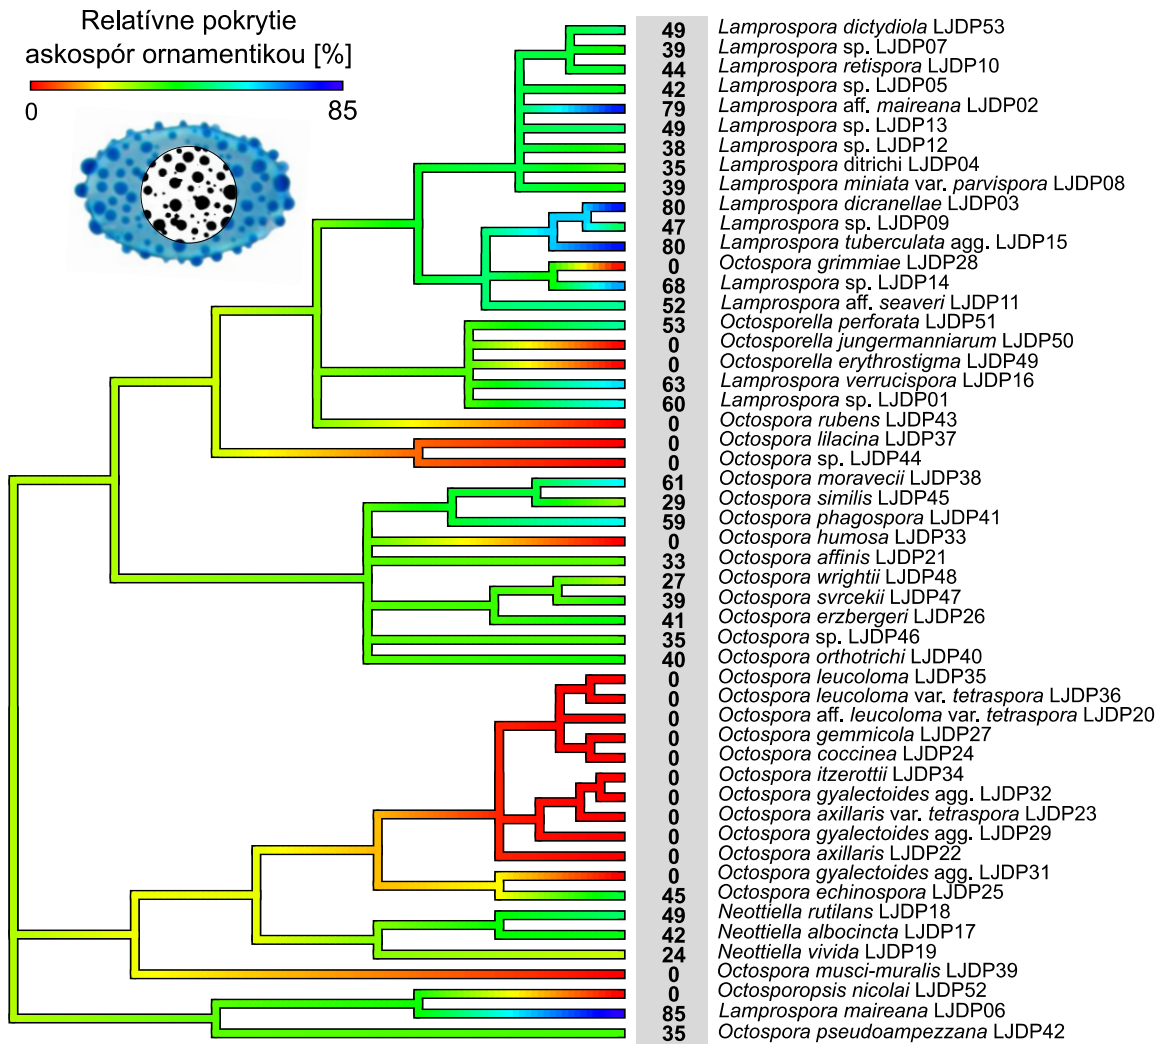 Relatívne pokrytie
askospór ornamentikou [%]
0 85
49 Lamprospora dictydiola LJDP53
39 Lamprospora sp. LJDP07
44 Lamprospora retispora LJDP10
42 Lamprospora sp. LJDP05
79 Lamprospora aff. maireana LJDP02
49 Lamprospora sp. LJDP13
38 Lamprospora sp. LJDP12
35 Lamprospora ditrichi LJDP04
39 Lamprospora miniata var. parvispora LJDP08
80 Lamprospora dicranellae LJDP03
47 Lamprospora sp. LJDP09
80 Lamprospora tuberculata agg. LJDP15
0 Octospora grimmiae LJDP28
68 Lamprospora sp. LJDP14
52 Lamprospora aff. seaveri LJDP11
53 Octosporella perforata LJDP51
0 Octosporella jungermanniarum LJDP50
0 Octosporella erythrostigma LJDP49
63 Lamprospora verrucispora LJDP16
60 Lamprospora sp. LJDP01
0 Octospora rubens LJDP43
0 Octospora lilacina LJDP37
0 Octospora sp. LJDP44
61 Octospora moravecii LJDP38
29 Octospora similis LJDP45
59 Octospora phagospora LJDP41
0 Octospora humosa LJDP33
33 Octospora affinis LJDP21
27 Octospora wrightii LJDP48
39 Octospora svrcekii LJDP47
41 Octospora erzbergeri LJDP26
35 Octospora sp. LJDP46
40 Octospora orthotrichi LJDP40
0 Octospora leucoloma LJDP35
0 Octospora leucoloma var. tetraspora LJDP36
0 Octospora aff. leucoloma var. tetraspora LJDP20
0 Octospora gemmicola LJDP27
0 Octospora coccinea LJDP24
0 Octospora itzerottii LJDP34
0 Octospora gyalectoides agg. LJDP32
0 Octospora axillaris var. tetraspora LJDP23
0 Octospora gyalectoides agg. LJDP29
0 Octospora axillaris LJDP22
0 Octospora gyalectoides agg. LJDP31
45 Octospora echinospora LJDP25
49 Neottiella rutilans LJDP18
42 Neottiella albocincta LJDP17
24 Neottiella vivida LJDP19
0 Octospora musci-muralis LJDP39
0 Octosporopsis nicolai LJDP52
85 Lamprospora maireana LJDP06
35 Octospora pseudoampezzana LJDP42